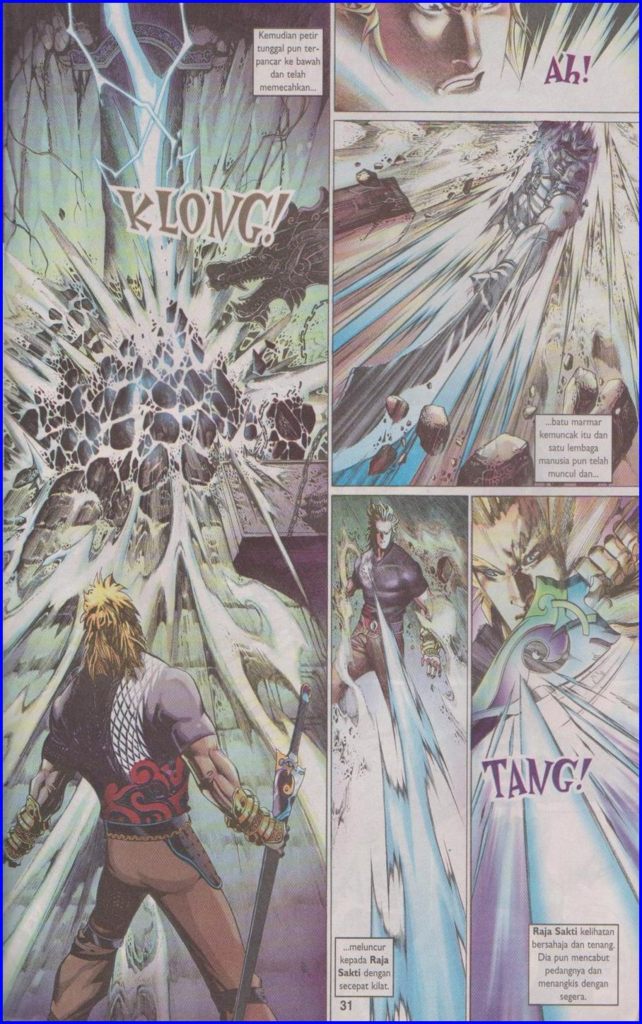 Kemudian petir
tunggal pun ter-
pancar ke bawah
dan telah
memecahkan...
KLONG!
Ah!
...batu marmar
kemuncak itu dan
satu lembaga
manusia pun telah
muncul dan...
...meluncur
kepada Raja
Sakti dengan
secepat kilat.
TANG!
Raja Sakti kelihatan
bersahaja dan tenang.
Dia pun mencabut
pedangnya dan
menangkis dengan
segera.
31